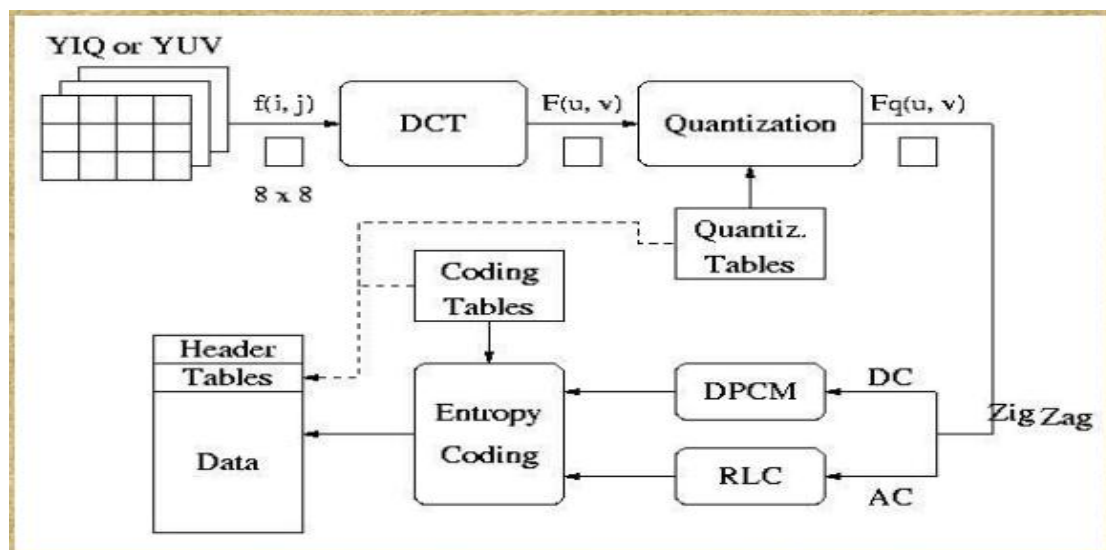 YIQ or YUV
f(i, j)
DCT
F(u, v)
Quantization
Fq(u, v)
8 x 8
Quantiz.
Tables
Coding
Tables
Header
Tables
Data
Entropy
Coding
DPCM
DC
Zig Zag
RLC
AC